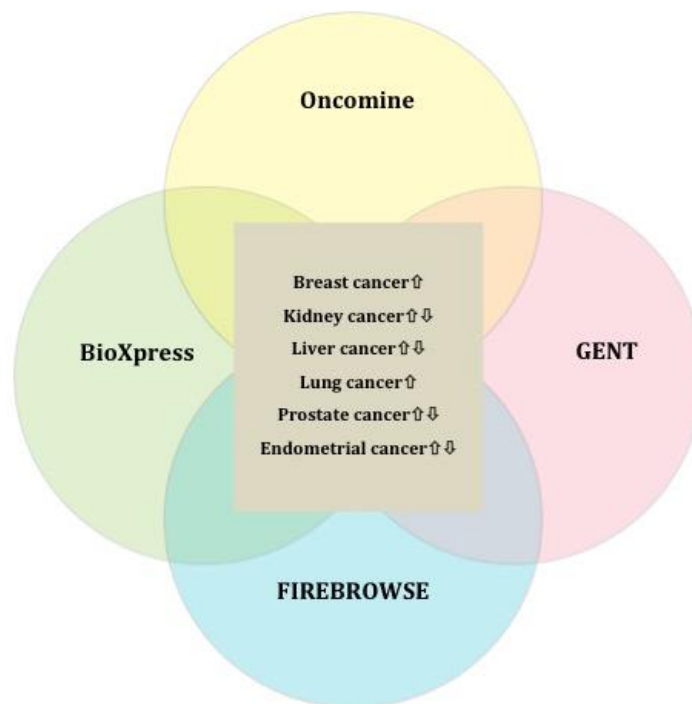 Oncomine
Breast cancer⇧
Kidney cancer⇧⇩
BioXpress
Liver cancer⇧⇩
GENT
Lung cancer⇧
Prostate cancer⇧⇩
Endometrial cancer⇧⇩
FIREBROWSE